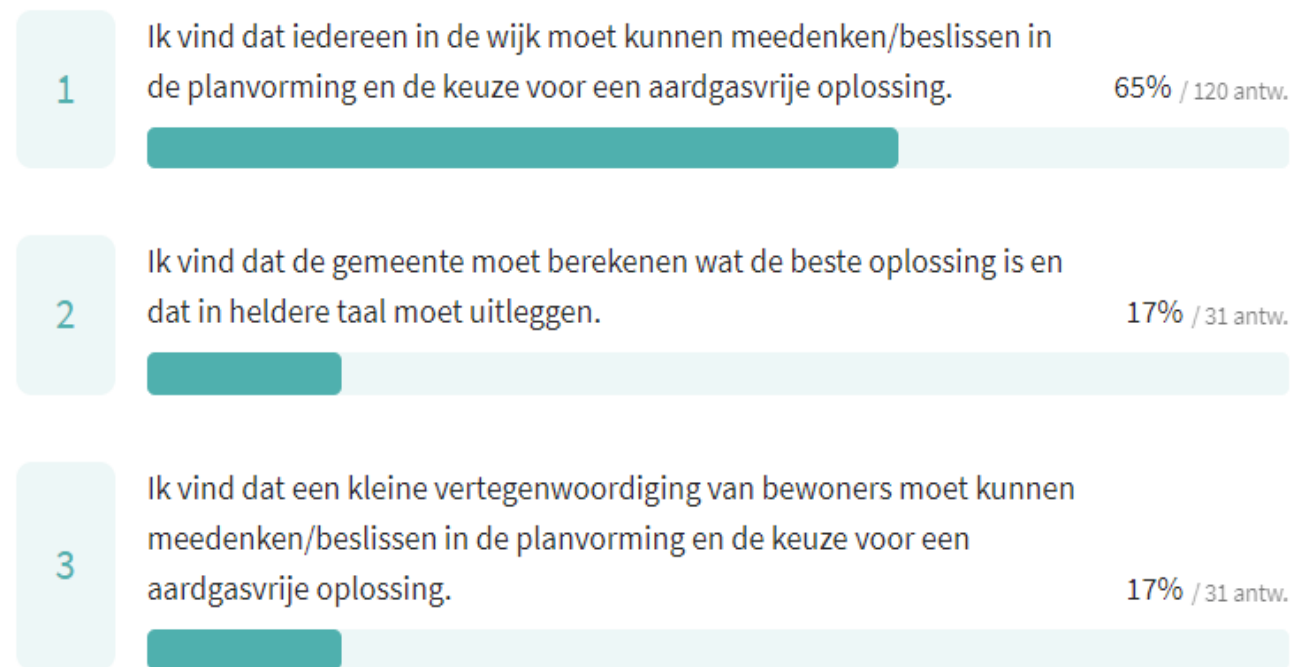 1
Ik vind dat iedereen in de wijk moet kunnen meedenken/beslissen in
de planvorming en de keuze voor een aardgasvrije oplossing.
65% / 120 antw.
2
Ik vind dat de gemeente moet berekenen wat de beste oplossing is en
dat in heldere taal moet uitleggen.
17% / 31 antw.
3
Ik vind dat een kleine vertegenwoordiging van bewoners moet kunnen
meedenken/beslissen in de planvorming en de keuze voor een
aardgasvrije oplossing.
17% / 31 antw.